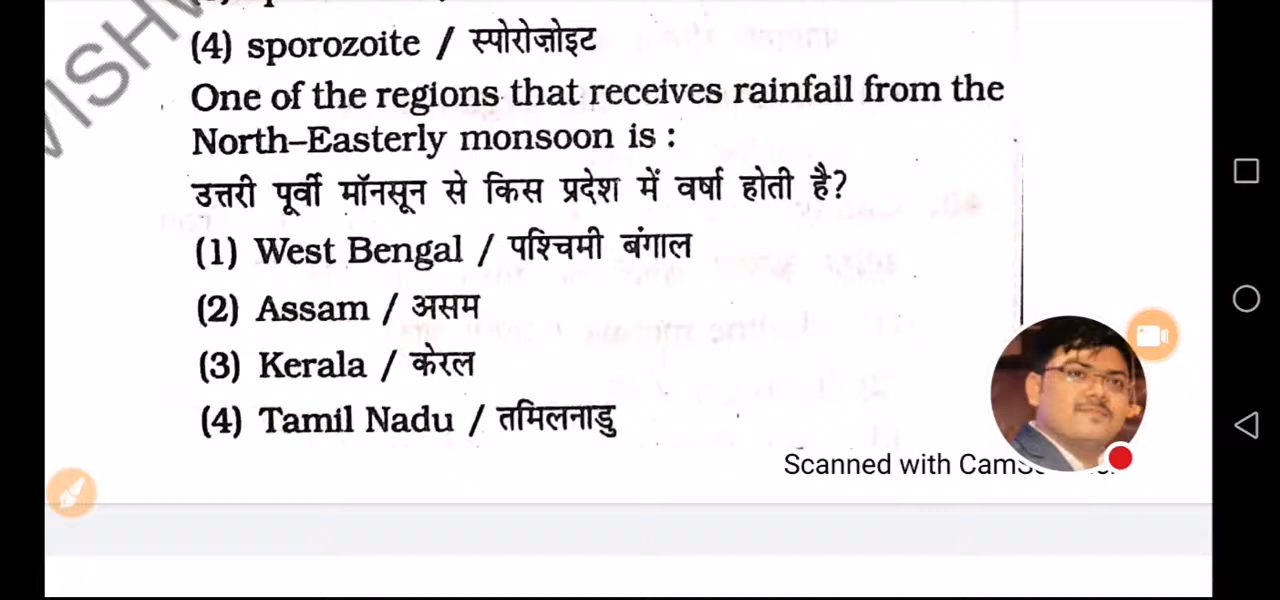 (4) sporozoite / स्पोरोज़ोइट
One of the regions that receives rainfall from the
North–Easterly monsoon is :
उत्तरी पूर्वी मॉनसून से किस प्रदेश में वर्षा होती है?
(1) West Bengal / पश्चिमी बंगाल
(2) Assam / असम
(3) Kerala / केरल
(4) Tamil Nadu / तमिलनाडु
Scanned with